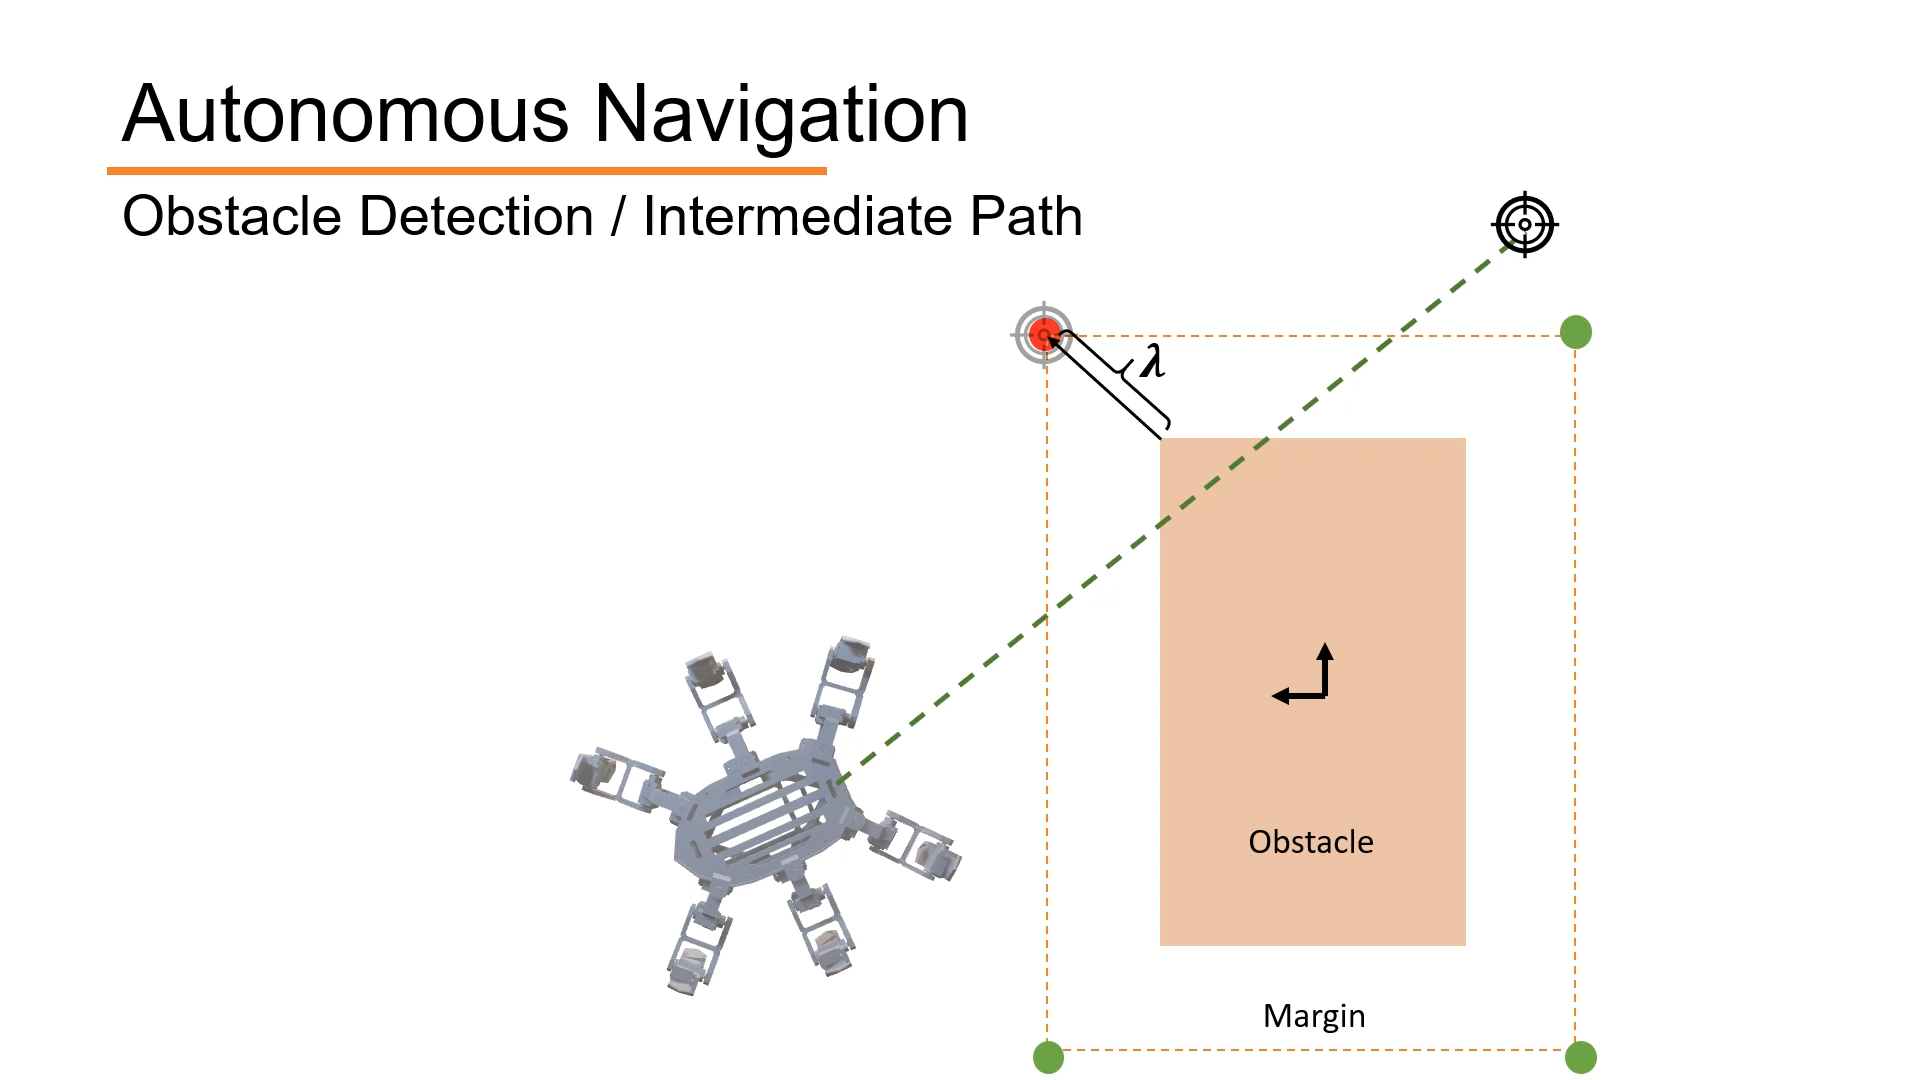 Autonomous Navigation
Obstacle Detection / Intermediate Path
λ
Obstacle
Margin